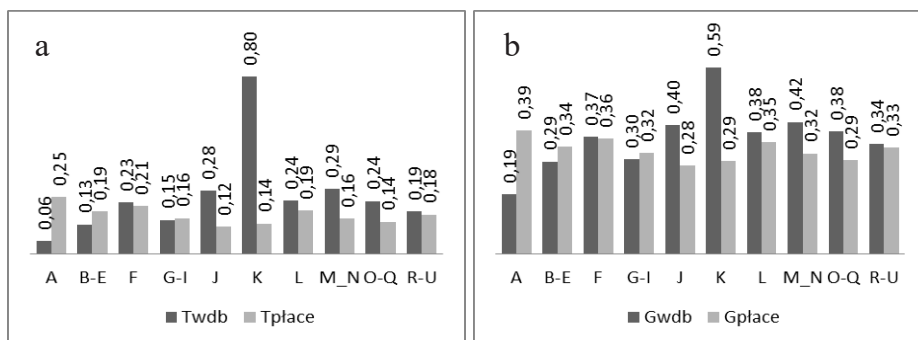 a
0,06 0,25 0,13 0,19 0,23 0,21 0,15 0,16 0,28 0,12 0,80 0,14 0,24 0,19 0,29 0,16 0,24 0,14 0,19 0,18
A B-E F G-I J K L M_N O-Q R-U
Twdb Tpłace
b
0,19 0,39 0,29 0,34 0,37 0,36 0,30 0,32 0,40 0,28 0,59 0,29 0,38 0,35 0,42 0,32 0,38 0,29 0,34 0,33
A B-E F G-I J K L M_N O-Q R-U
Gwdb Gpłace